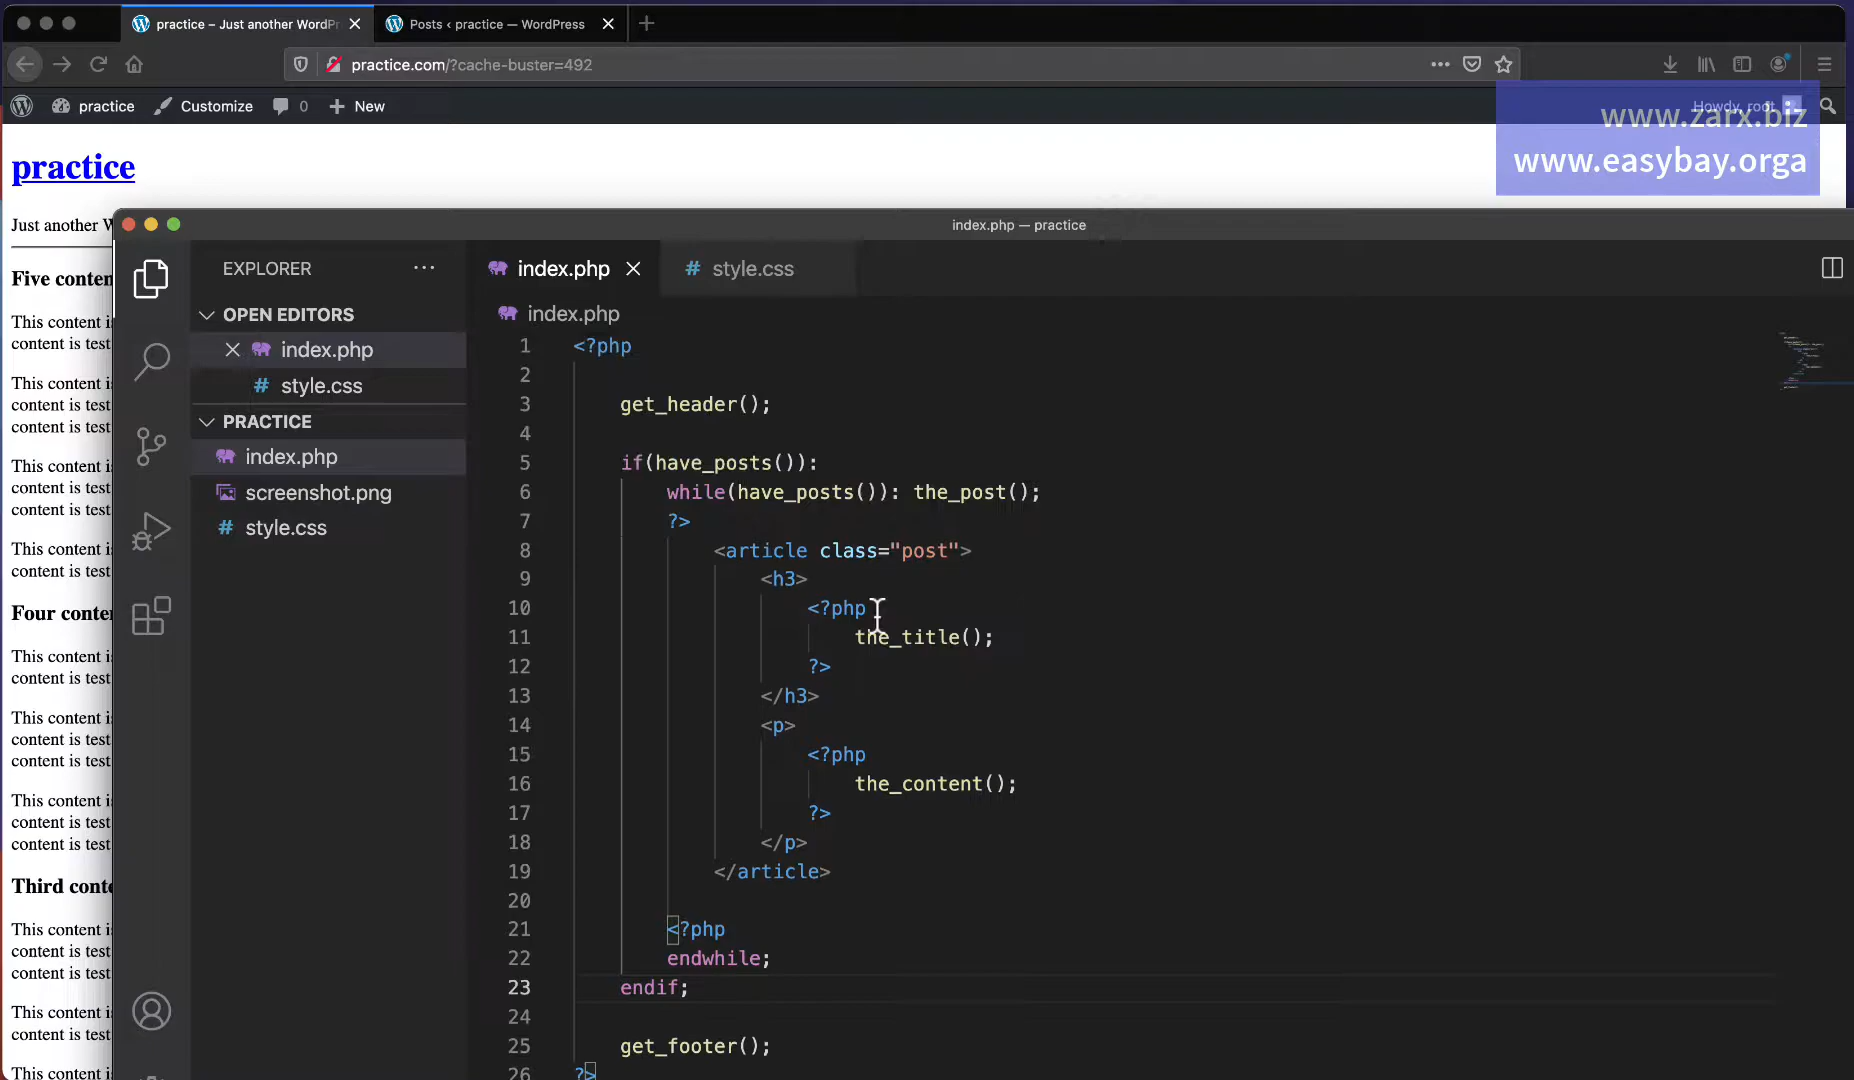 practice – Just another WordPr
Posts ‹ practice — WordPress
practice.com/?cache-buster=492
practice
Customize
0
New
Howdy, root
www.zarx.biz
www.easybay.orga
practice
Just another W
index.php — practice
EXPLORER
index.php
style.css
OPEN EDITORS
index.php
index.php
style.css
PRACTICE
index.php
screenshot.png
style.css
1 <?php
2
3 get_header();
4
5 if(have_posts()):
6 while(have_posts()): the_post();
7 ?>
8 <article class="post">
9 <h3>
10 <?php
11 the_title();
12 ?>
13 </h3>
14 <p>
15 <?php
16 the_content();
17 ?>
18 </p>
19 </article>
20
21 <?php
22 endwhile;
23 endif;
24
25 get_footer();
26 ?>
Five conten
This content i
content is test
This content i
content is test
content is test
This content i
content is test
content is test
This content i
content is test
Four conte
This content i
content is test
This content i
content is test
content is test
This content i
content is test
content is test
Third conte
This content i
content is test
content is test
This content i
content is test
This content i